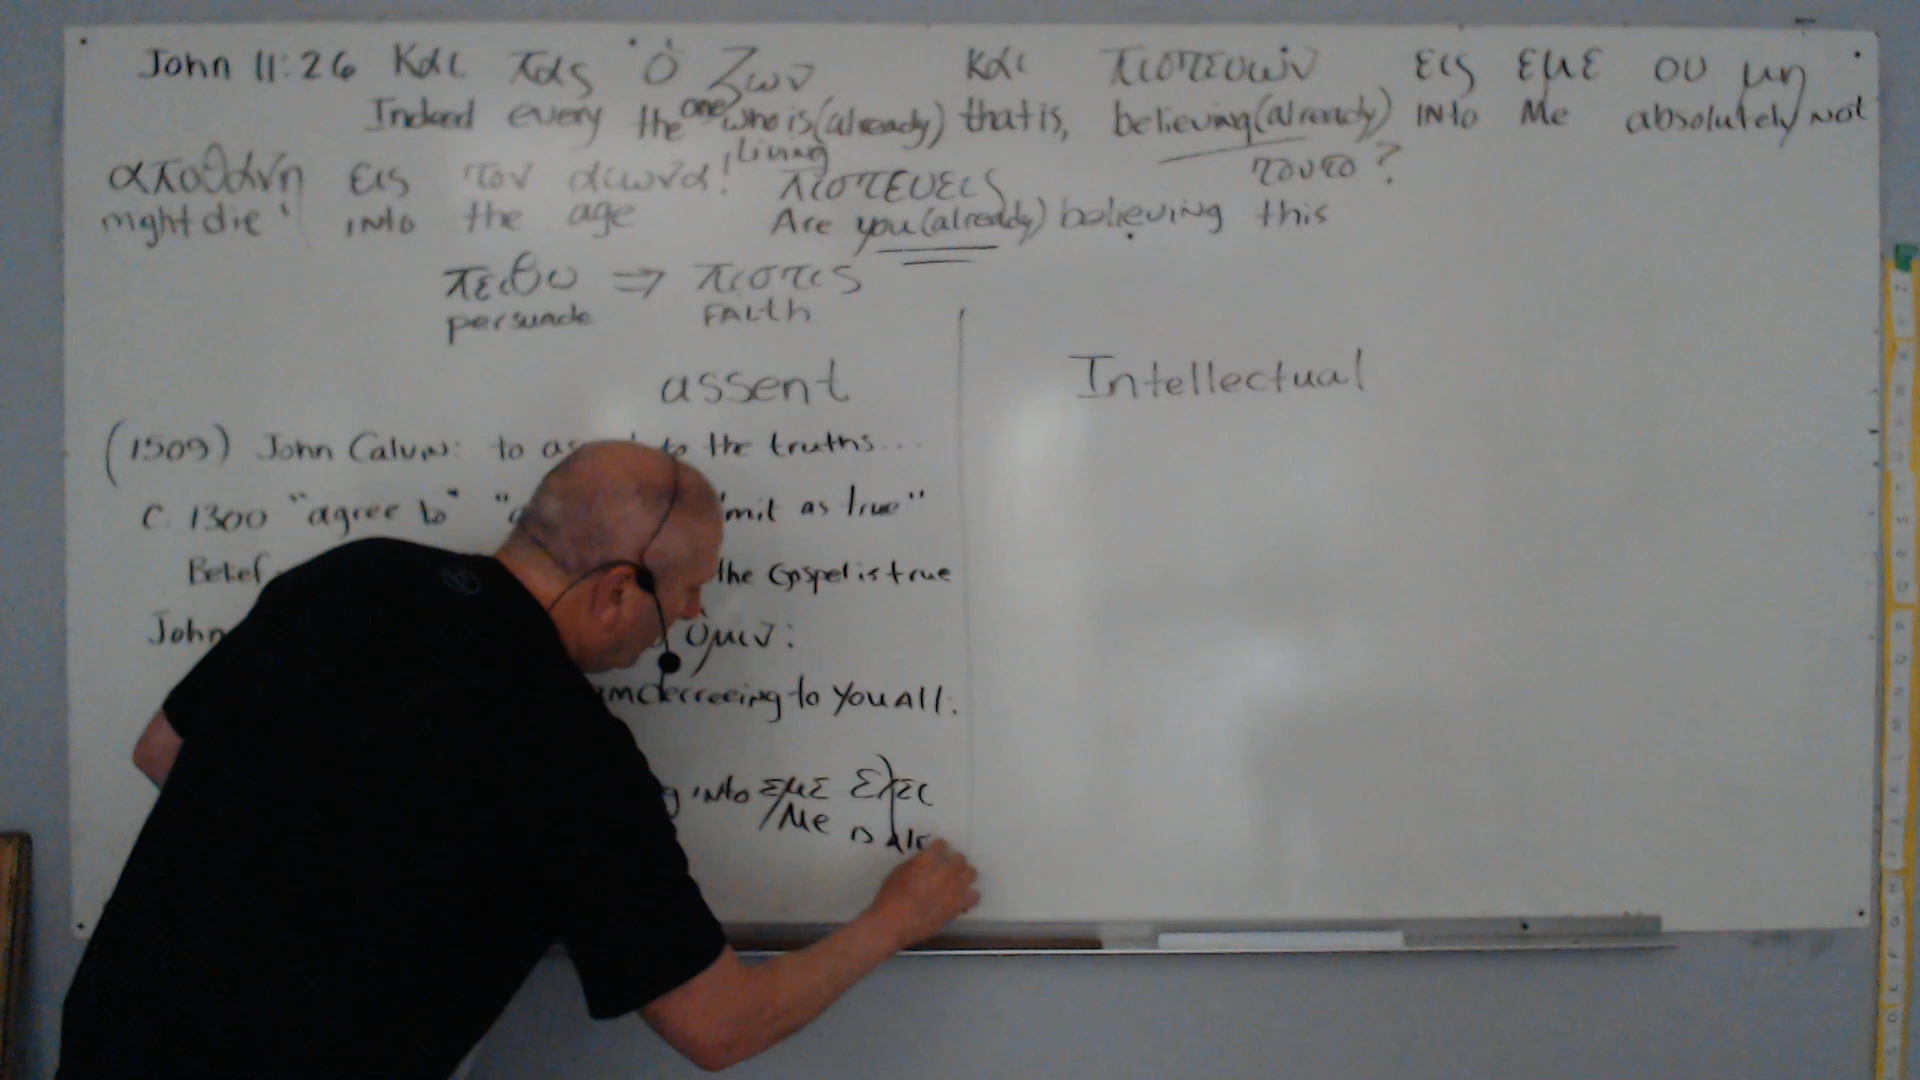 John 11:26 Και πας ὁ ζων και πιστευων εις εμε ου μη
Indeed every the one who is (already) that is, believing (already) INto Me absolutely not
living
αποθανη εις τον αιωνα! πιστευεις τουτο?
might die INto the age Are you (already) believing this
πειθω ⇒ πιστις
persuade FAith
assent Intellectual
(1509) John Calvin: to to the truths...
C. 1300 "agree to" " mit as true"
Belief the Gospel is true
John ὑμιν:
decreeing to You All:
INto εμε εχει
Me is